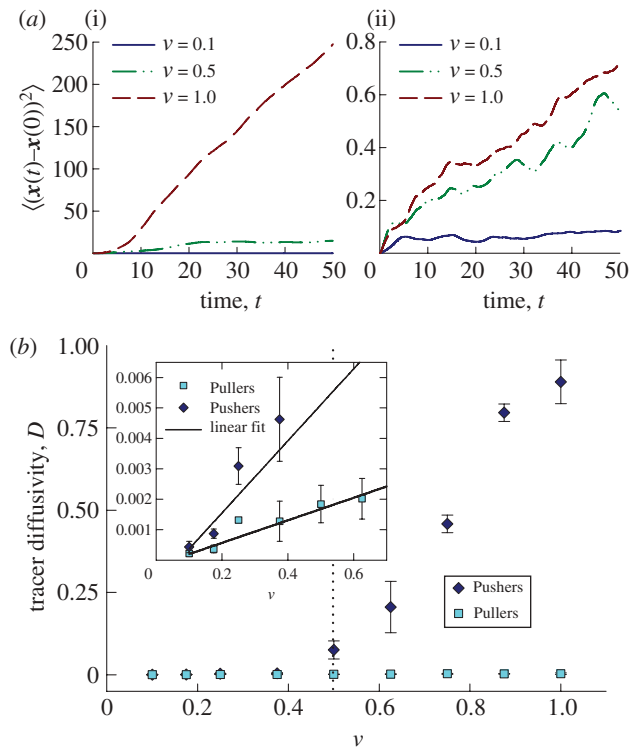 (a) (i)
(ii)
250
200
150
100
50
0
ν = 0.1
ν = 0.5
ν = 1.0
10 20 30 40 50
time, t
⟨(x(t)–x(0))²⟩
0.8
0.6
0.4
0.2
0
ν = 0.1
ν = 0.5
ν = 1.0
10 20 30 40 50
time, t
(b)
1.00
0.75
0.50
0.25
0
tracer diffusivity, D
0.006
0.005
0.004
0.003
0.002
0.001
0 0.2 0.4 0.6
ν
Pullers
Pushers
linear fit
Pushers
Pullers
0 0.2 0.4 0.6 0.8 1.0
ν